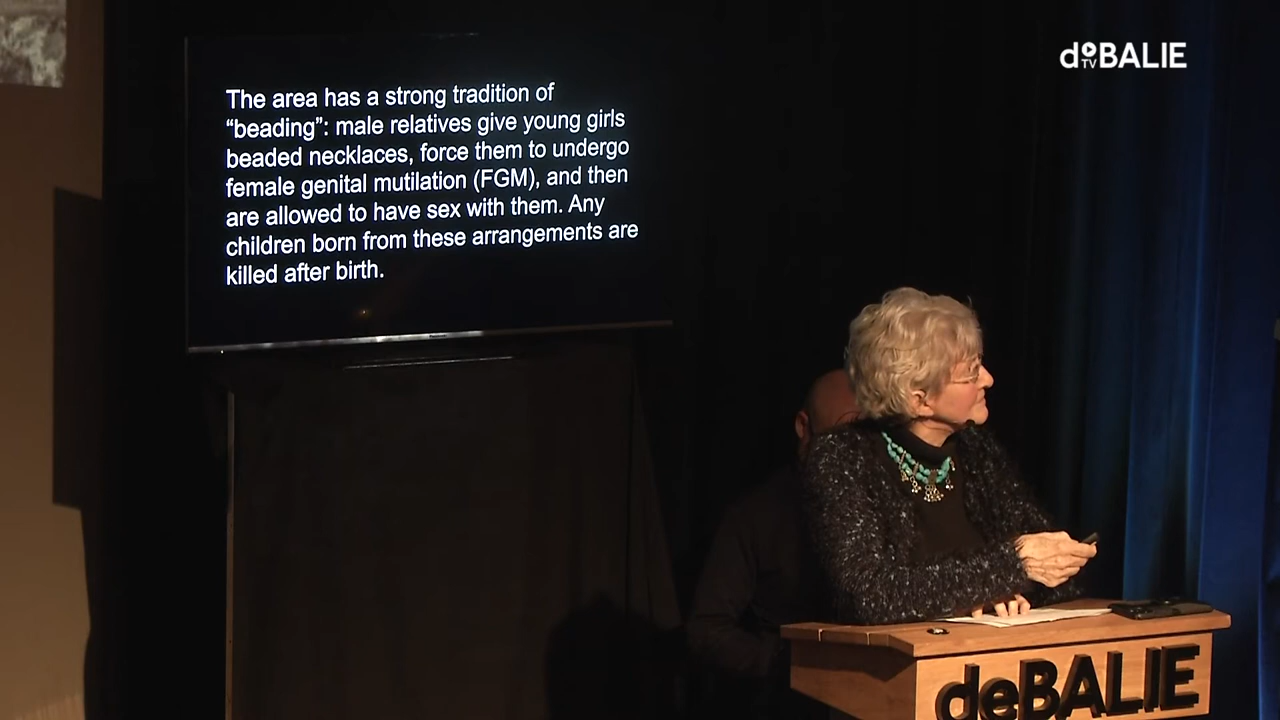 The area has a strong tradition of
“beading”: male relatives give young girls
beaded necklaces, force them to undergo
female genital mutilation (FGM), and then
are allowed to have sex with them. Any
children born from these arrangements are
killed after birth.
deBALIE
TV
deBALIE